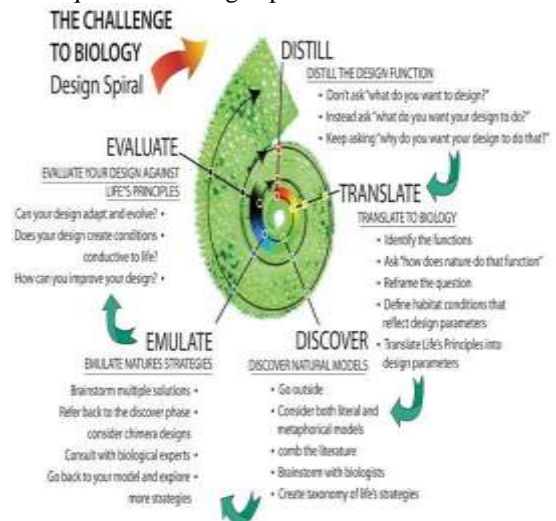 THE CHALLENGE
TO BIOLOGY
Design Spiral
DISTILL
DISTILL THE DESIGN FUNCTION
• Don't ask "what do you want to design?"
• Instead ask "what do you want your design to do?"
• Keep asking "why do you want your design to do that!"
TRANSLATE
TRANSLATE TO BIOLOGY
• Identify the functions
• Ask "how does nature do that function"
• Reframe the question
• Define habitat conditions that
reflect design parameters
• Translate Life's Principles into
design parameters
DISCOVER
DISCOVER NATURAL MODELS
• Go outside
• Consider both literal and
metaphorical models
• comb the literature
• Brainstorm with biologists
• Create taxonomy of life's strategies
EMULATE
EMULATE NATURES STRATEGIES
Brainstorm multiple solutions •
Refer back to the discover phase •
consider chimera designs
Consult with biological experts •
Go back to your model and explore •
more strategies
EVALUATE
EVALUATE YOUR DESIGN AGAINST
LIFE"S PRINCIPLES
Can your design adapt and evolve? •
Does your design create conditions •
conducive to life?
How can you improve your design? •